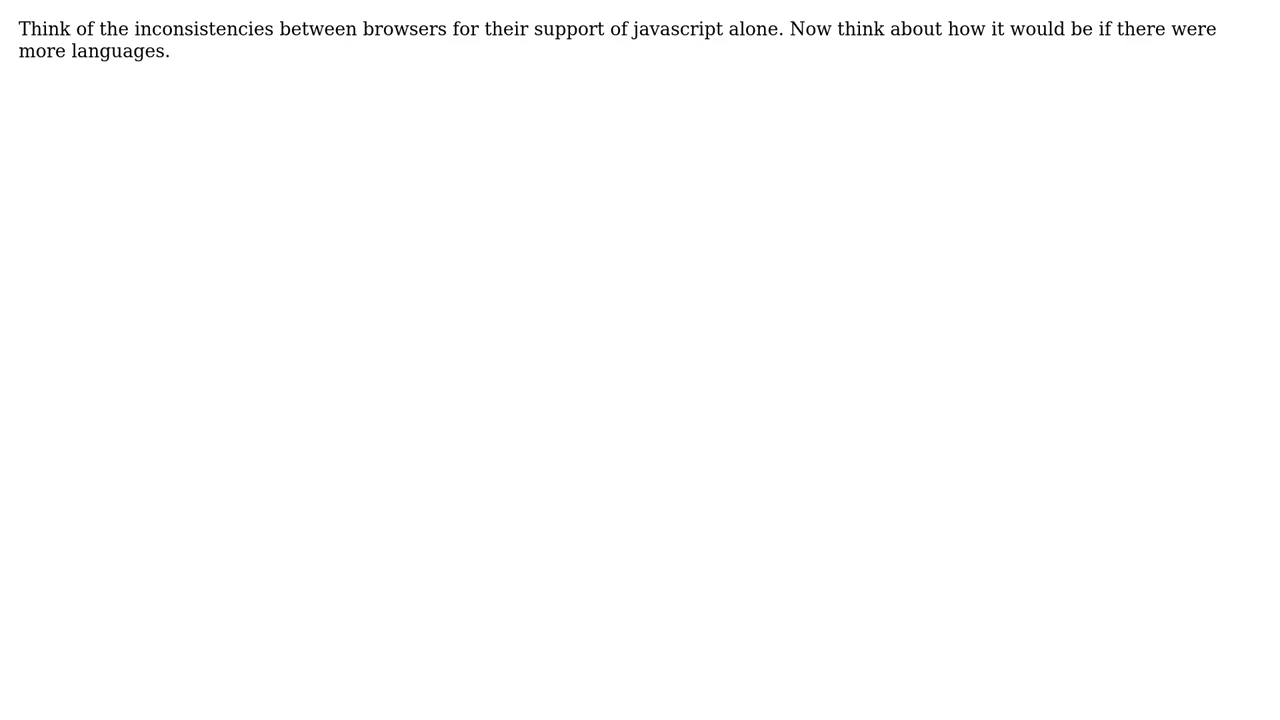 Think of the inconsistencies between browsers for their support of javascript alone. Now think about how it would be if there were
more languages.